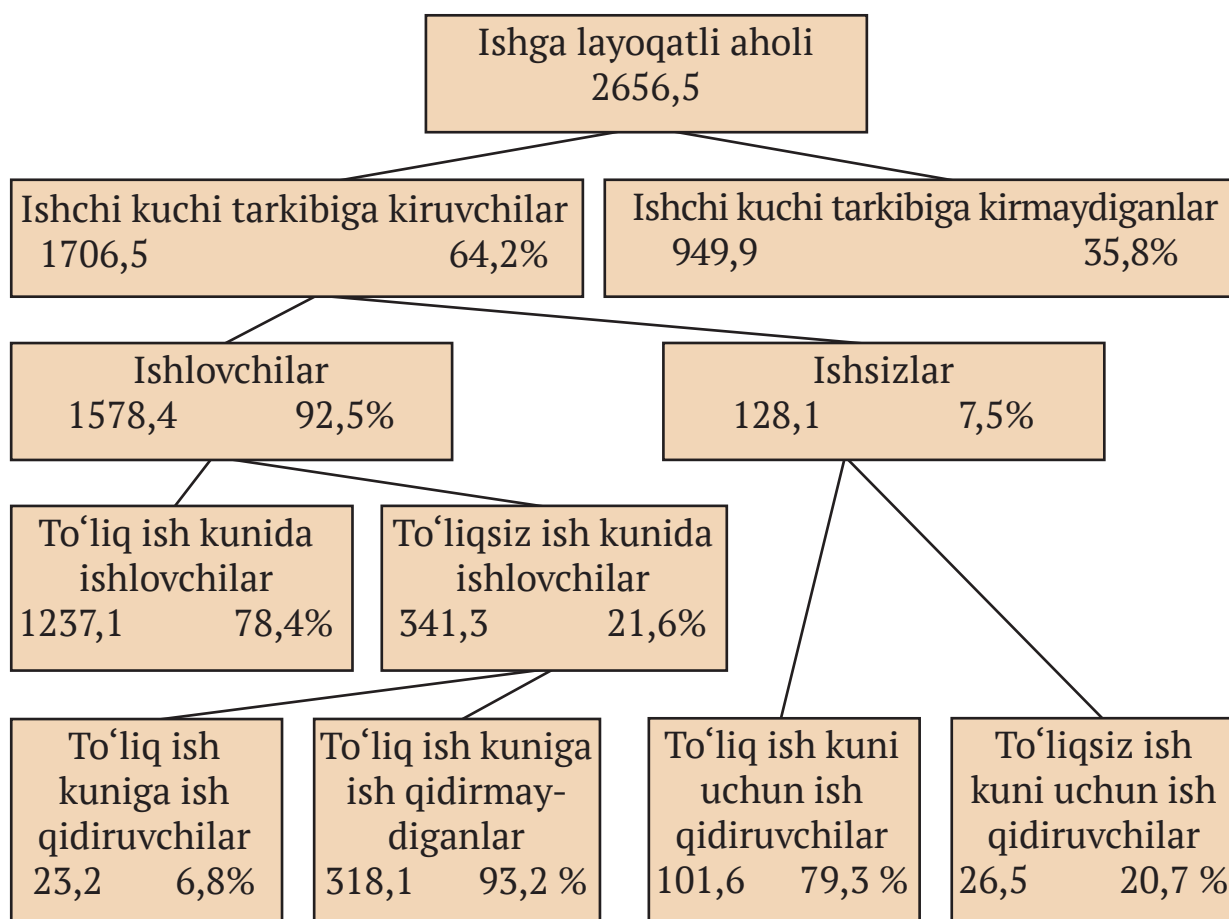 Ishga layoqatli aholi
2656,5
Ishchi kuchi tarkibiga kiruvchilar
1706,5 64,2%
Ishchi kuchi tarkibiga kirmaydiganlar
949,9 35,8%
Ishlovchilar
1578,4 92,5%
Ishsizlar
128,1 7,5%
To‘liq ish kunida
ishlovchilar
1237,1 78,4%
To‘liqsiz ish kunida
ishlovchilar
341,3 21,6%
To‘liq ish
kuniga ish
qidiruvchilar
23,2 6,8%
To‘liq ish kuniga
ish qidirmay-
diganlar
318,1 93,2 %
To‘liq ish kuni
uchun ish
qidiruvchilar
101,6 79,3 %
To‘liqsiz ish
kuni uchun ish
qidiruvchilar
26,5 20,7 %